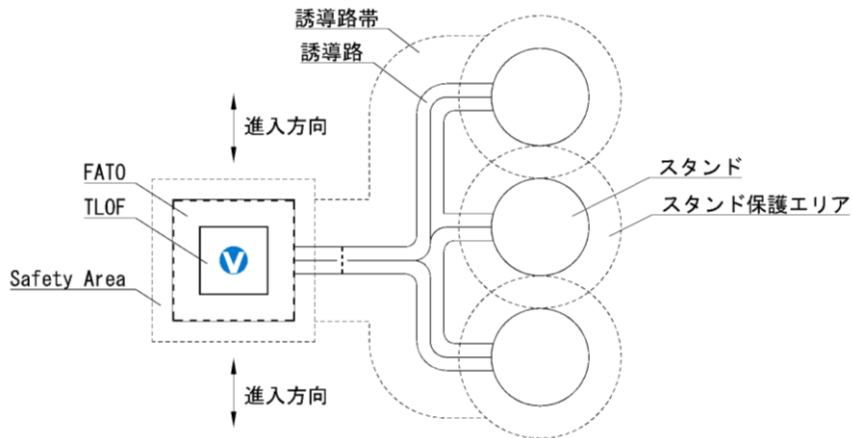 誘導路帯
誘導路
進入方向
FATO
TLOF
V
Safety Area
スタンド
スタンド保護エリア
進入方向